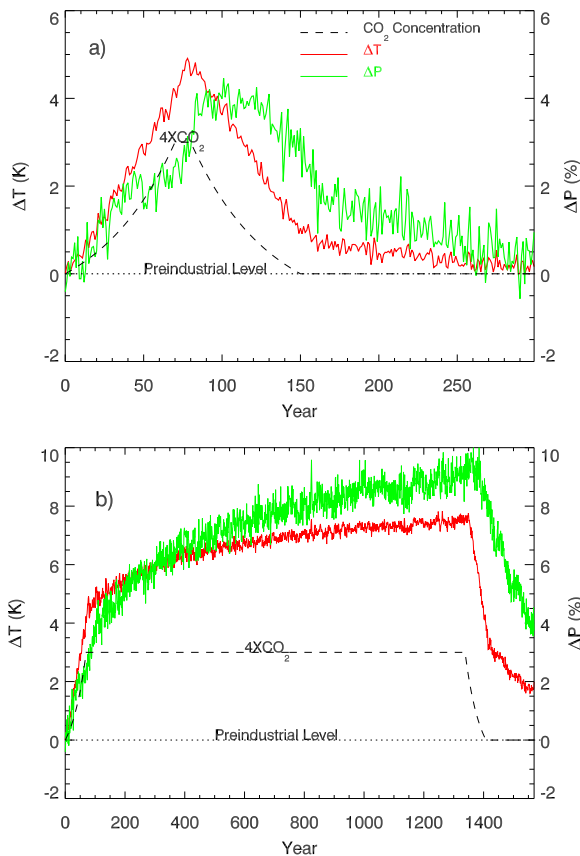 a)
CO2 Concentration
ΔT
ΔP
4XCO2
Preindustrial Level
ΔT (K)
6
4
2
0
-2
ΔP (%)
6
4
2
0
-2
0 50 100 150 200 250
Year
b)
4XCO2
Preindustrial Level
ΔT (K)
10
8
6
4
2
0
-2
ΔP (%)
10
8
6
4
2
0
-2
0 200 400 600 800 1000 1200 1400
Year